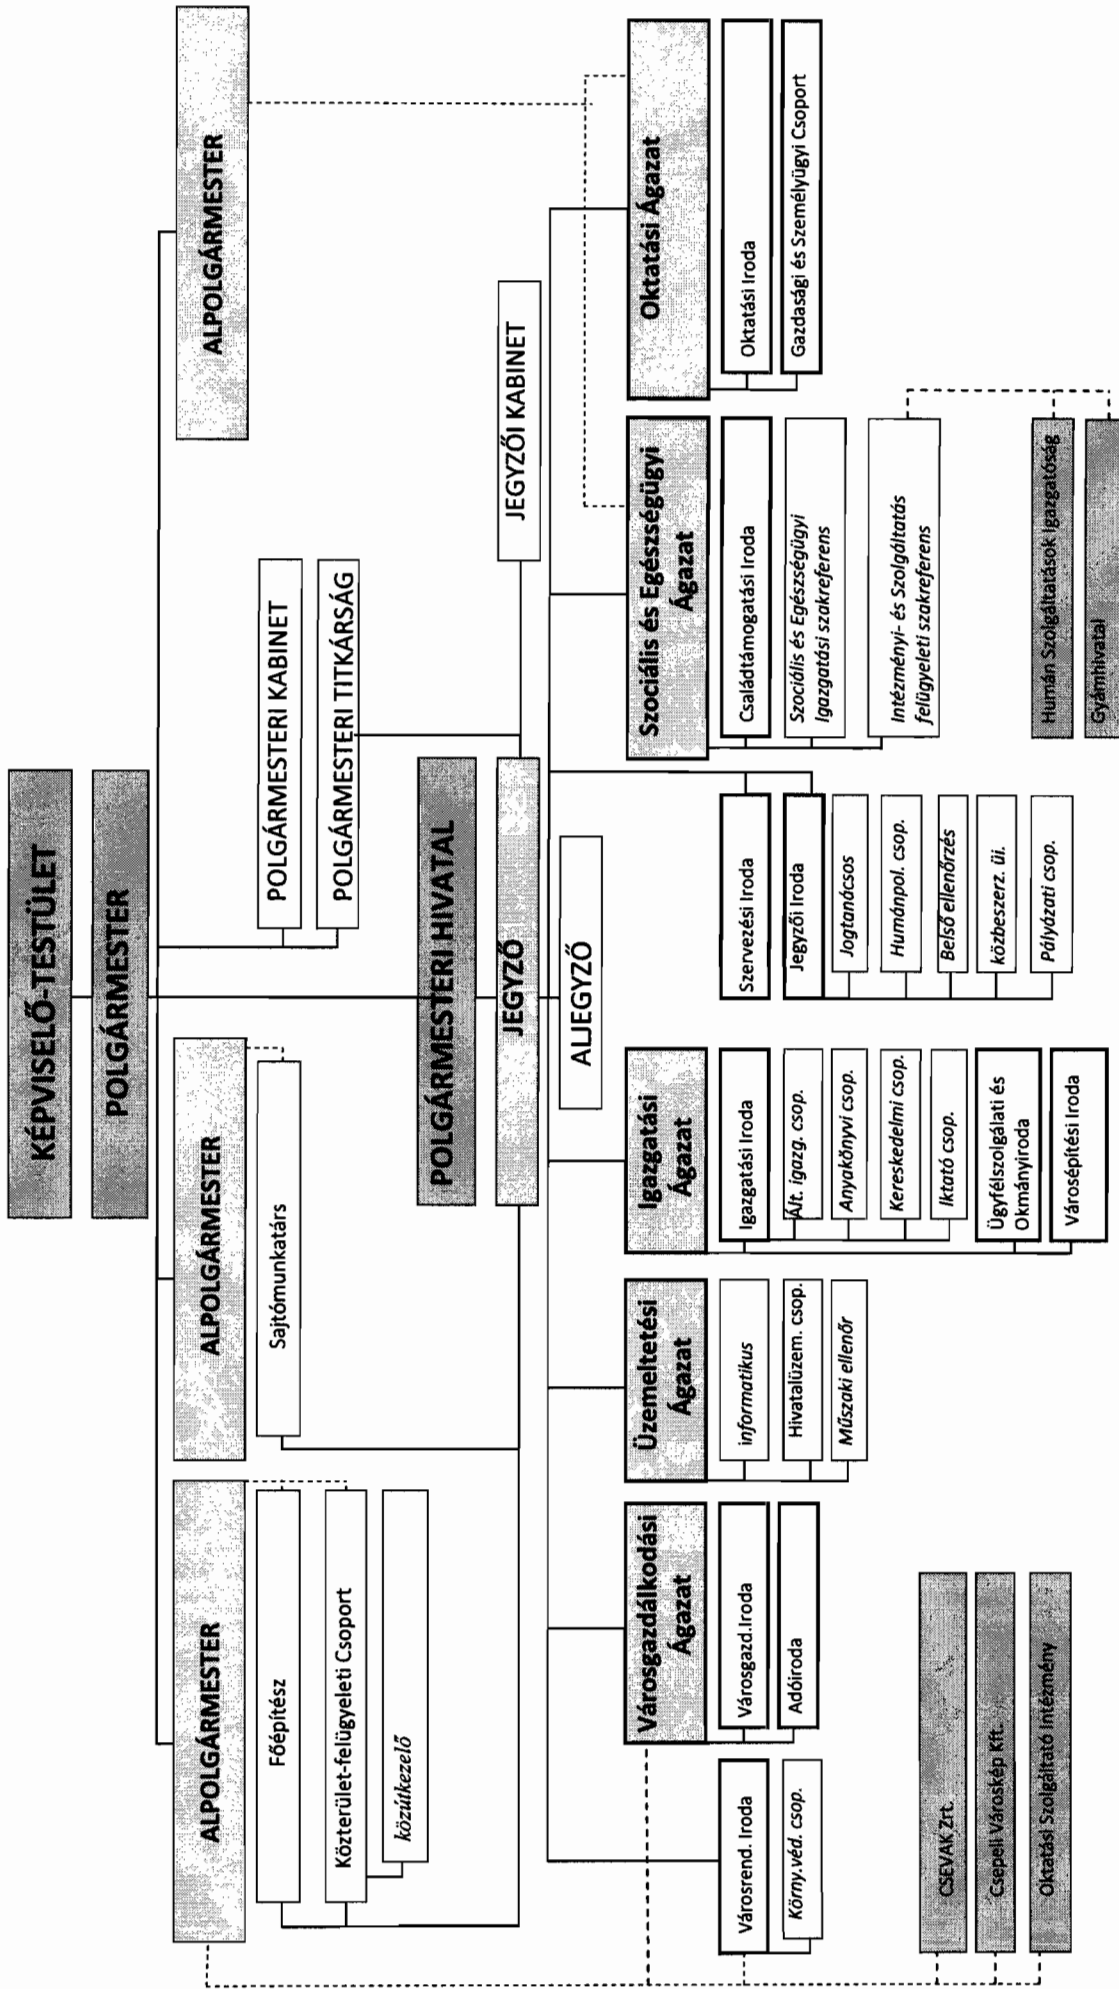 KÉPVISELŐ-TESTÜLET
POLGÁRMESTER
ALPOLGÁRMESTER
ALPOLGÁRMESTER
ALPOLGÁRMESTER
Főépítész
Közterület-felügyeleti Csoport
közútkezelő
Sajtómunkatárs
POLGÁRMESTERI KABINET
POLGÁRMESTERI TITKÁRSÁG
POLGÁRMESTERI HIVATAL
JEGYZŐ
JEGYZŐI KABINET
ALJEGYZŐ
Városrend. Iroda
Körny.véd. csop.
Városgazdálkodási
Ágazat
Városgazd.Iroda
Adóiroda
Üzemeltetési
Ágazat
informatikus
Hivatalüzem. csop.
Műszaki ellenőr
Igazgatási
Ágazat
Igazgatási Iroda
Ált. igazg. csop.
Anyakönyvi csop.
Kereskedelmi csop.
Iktató csop.
Ügyfélszolgálati és
Okmányiroda
Városépítési Iroda
Szervezési Iroda
Jegyzői Iroda
Jogtanácsos
Humánpol. csop.
Belső ellenőrzés
közbeszerz. üi.
Pályázati csop.
Szociális és Egészségügyi
Ágazat
Családtámogatási Iroda
Szociális és Egészségügyi
Igazgatási szakreferens
Intézményi- és Szolgáltatás
felügyeleti szakreferens
Oktatási Ágazat
Oktatási Iroda
Gazdasági és Személyügyi Csoport
CSEVAK Zrt.
Csepeli Városkép Kft.
Oktatási Szolgáltató Intézmény
Humán Szolgáltatások Igazgatóság
Gyámhivatal